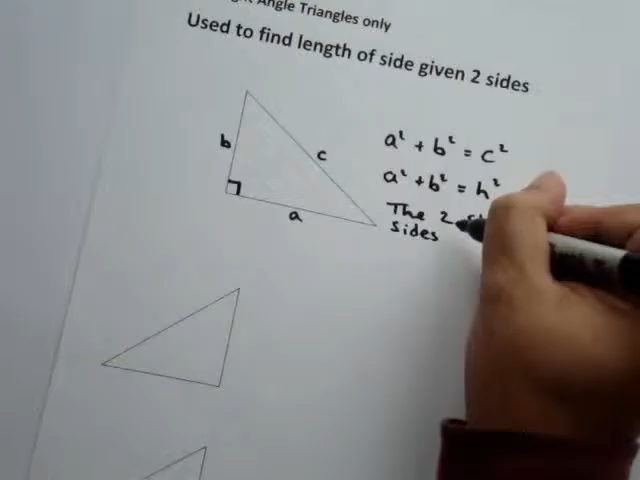 Angle Triangles only
Used to find length of side given 2 sides
b
c
a
a² + b² = c²
a² + b² = h²
The 2
sides